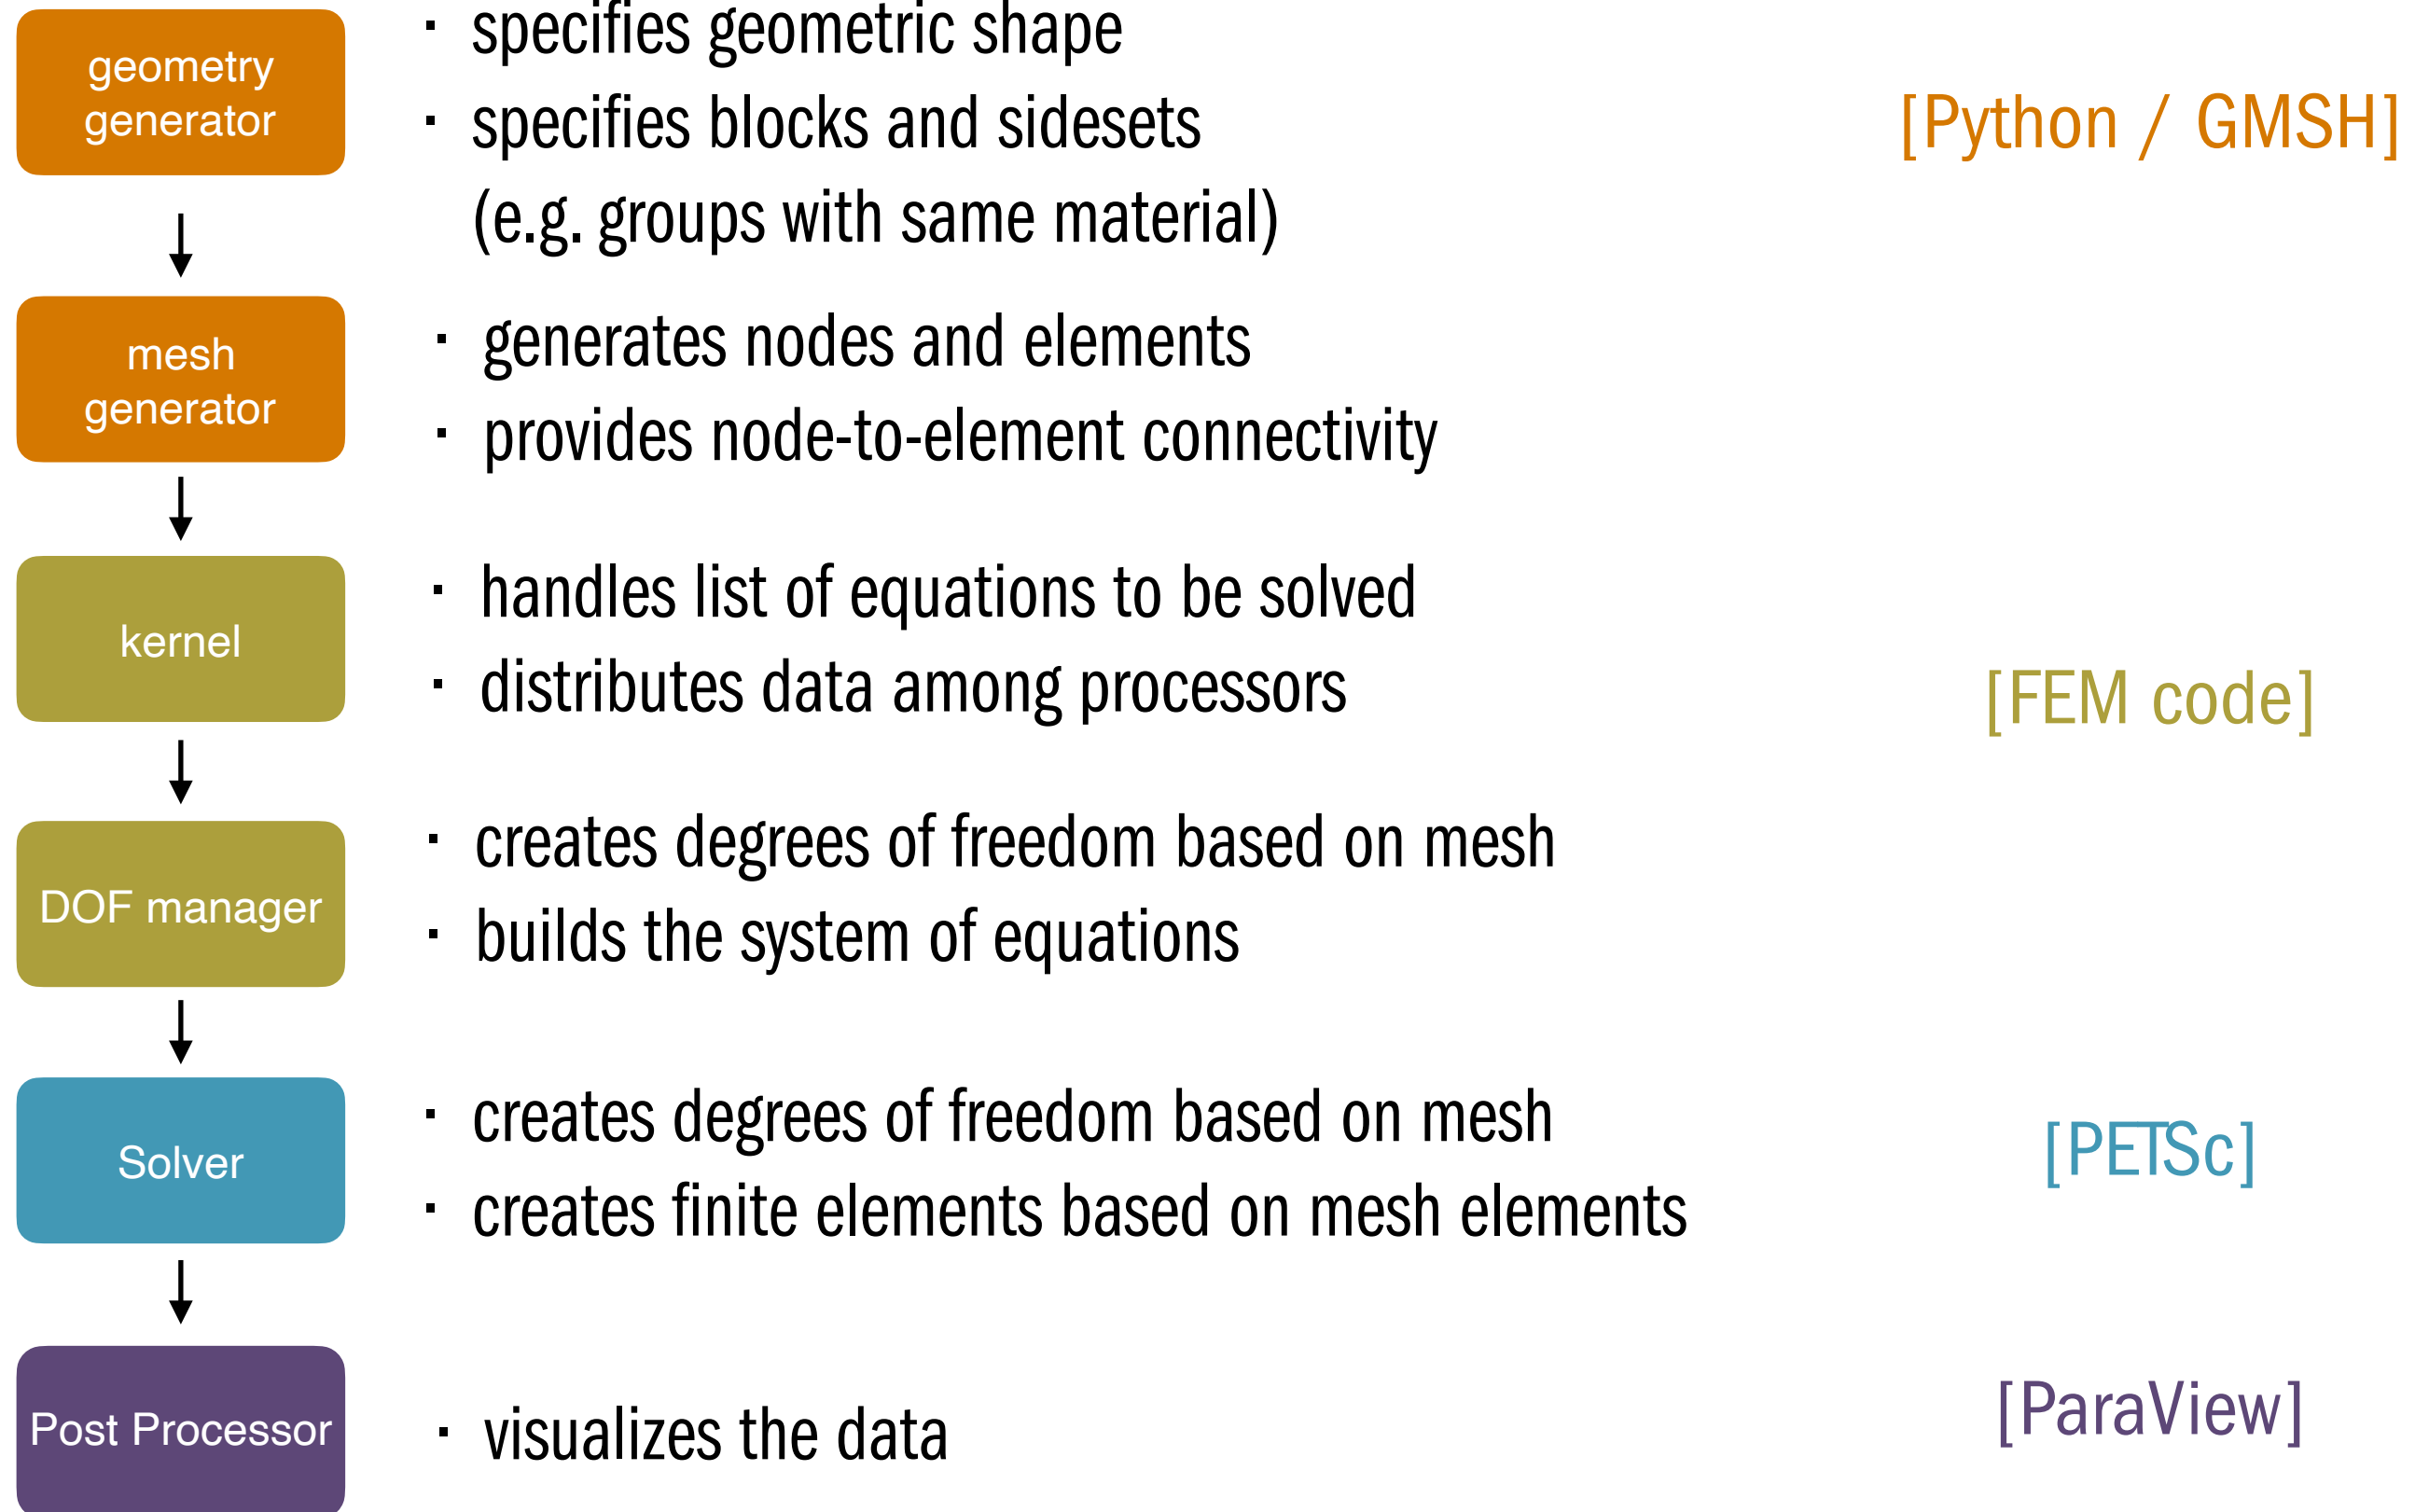 geometry
generator
· specifies geometric shape
· specifies blocks and sidesets
(e.g. groups with same material)
[Python / GMSH]
mesh
generator
· generates nodes and elements
· provides node-to-element connectivity
kernel
· handles list of equations to be solved
· distributes data among processors
[FEM code]
DOF manager
· creates degrees of freedom based on mesh
· builds the system of equations
Solver
· creates degrees of freedom based on mesh
· creates finite elements based on mesh elements
[PETSc]
Post Processor
· visualizes the data
[ParaView]